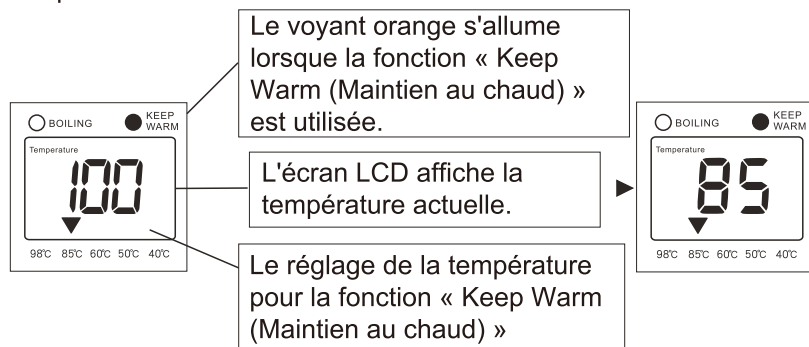 Le voyant orange s'allume
lorsque la fonction « Keep
Warm (Maintien au chaud) »
est utilisée.
BOILING
KEEP
WARM
Temperature
100
98°C 85°C 60°C 50°C 40°C
L'écran LCD affiche la
température actuelle.
Le réglage de la température
pour la fonction « Keep Warm
(Maintien au chaud) »
BOILING
KEEP
WARM
Temperature
85
98°C 85°C 60°C 50°C 40°C